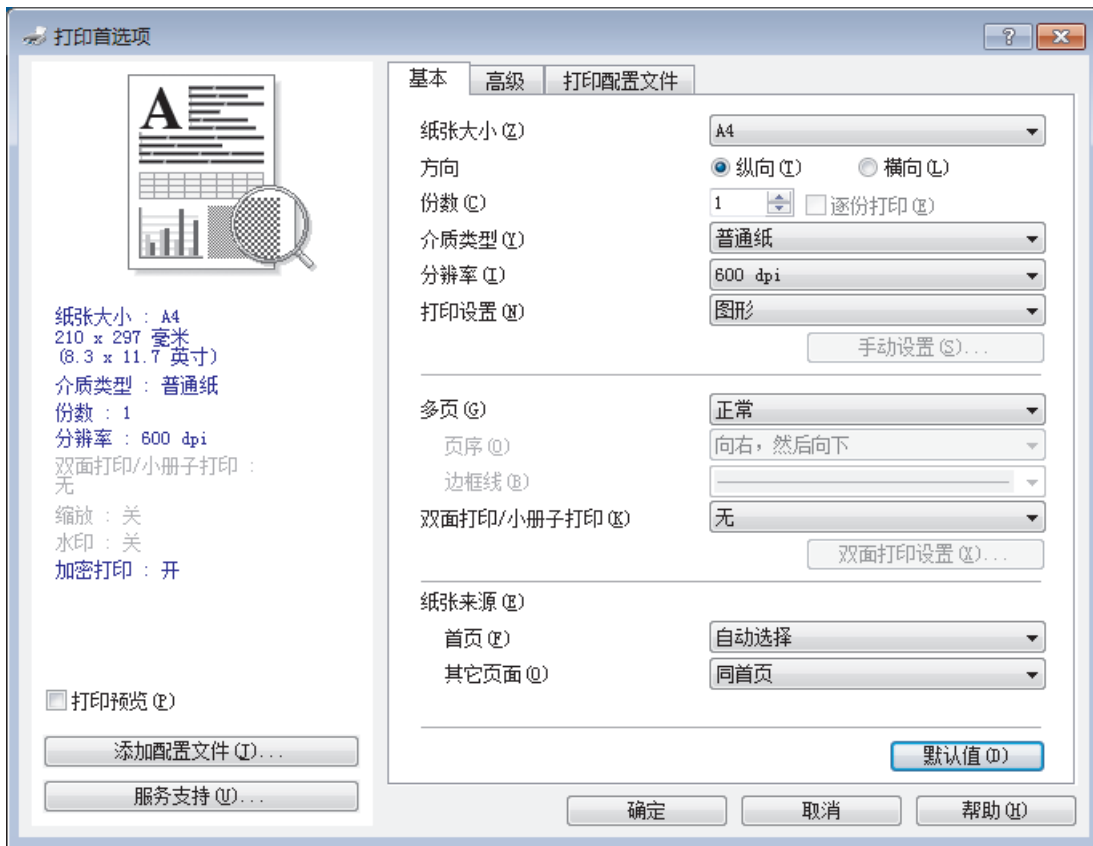 打印首选项
A
纸张大小 : A4
210 x 297 毫米
(8.3 x 11.7 英寸)
介质类型 : 普通纸
份数 : 1
分辨率 : 600 dpi
双面打印/小册子打印 :
无
缩放 : 关
水印 : 关
加密打印 : 开
打印预览(P)
添加配置文件(J)...
服务支持(U)...
基本 高级 打印配置文件
纸张大小(Z) A4
方向 纵向(T) 横向(L)
份数(C) 1 逐份打印(E)
介质类型(Y) 普通纸
分辨率(I) 600 dpi
打印设置(N) 图形
手动设置(S)...
多页(G) 正常
页序(O) 向右，然后向下
边框线(B)
双面打印/小册子打印(K) 无
双面打印设置(X)...
纸张来源(E)
首页(F) 自动选择
其它页面(O) 同首页
默认值(D)
确定 取消 帮助(H)